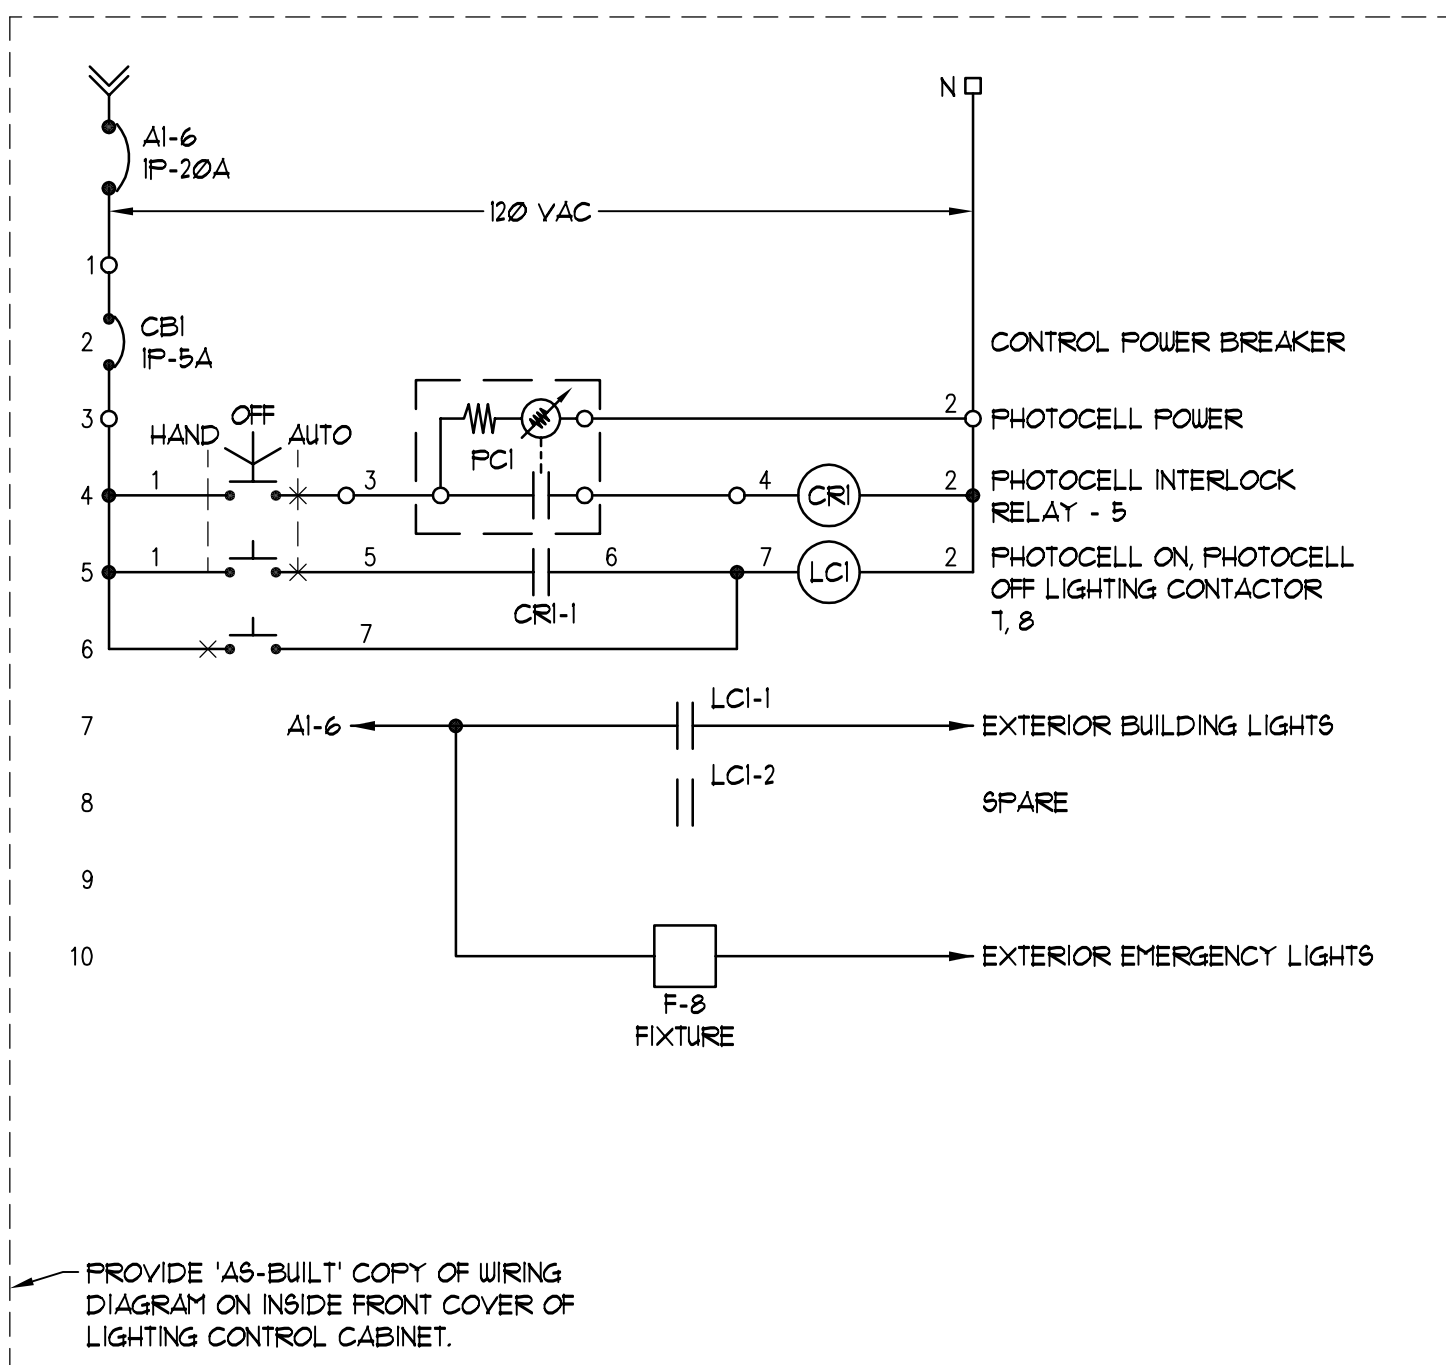 N
A1-6
1P-20A
120 VAC
1
CB1
2
1P-5A
CONTROL POWER BREAKER
OFF
2
3
PHOTOCELL POWER
HAND
AUTO
PC1
1
3
4
2
PHOTOCELL INTERLOCK
4
CR1
RELAY - 5
1
5
6
7
2
PHOTOCELL ON, PHOTOCELL
5
LC1
OFF LIGHTING CONTACTOR
CR1-1
7, 8
7
6
LC1-1
7
A1-6
EXTERIOR BUILDING LIGHTS
LC1-2
8
SPARE
9
10
EXTERIOR EMERGENCY LIGHTS
F-8
FIXTURE
PROVIDE 'AS-BUILT' COPY OF WIRING
DIAGRAM ON INSIDE FRONT COVER OF
LIGHTING CONTROL CABINET.